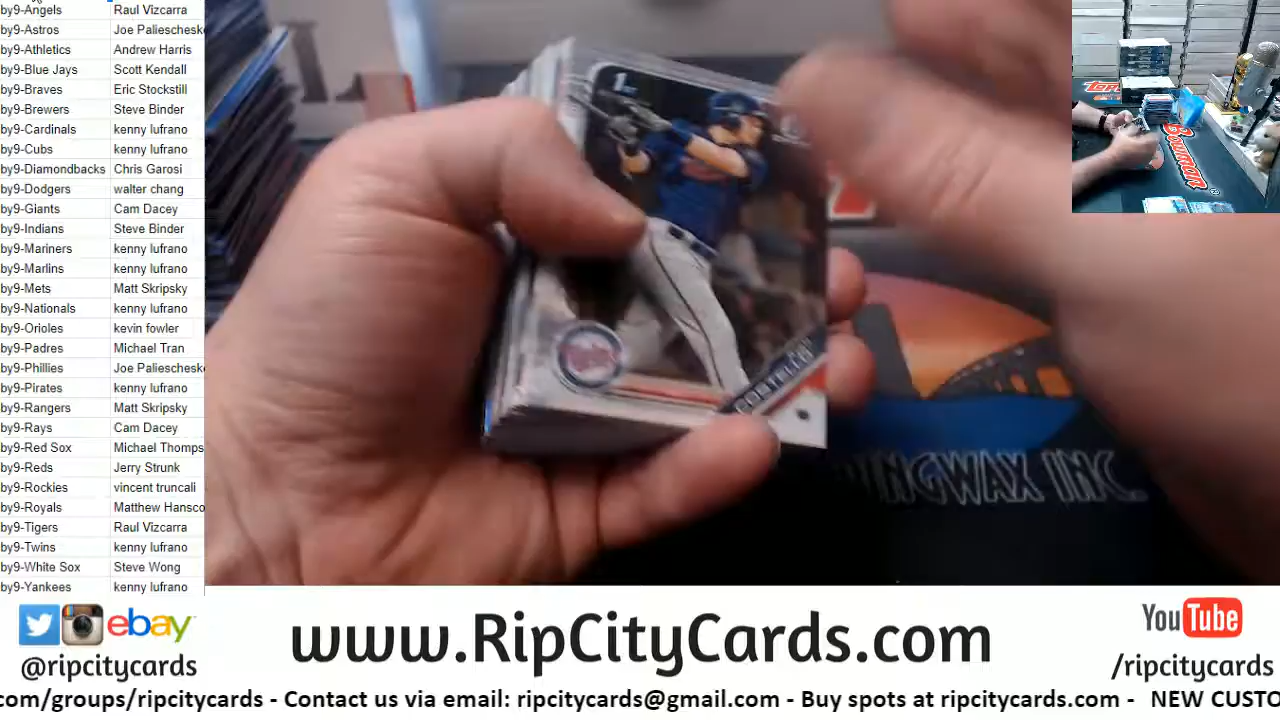 by9-Angels Raul Vizcarra
by9-Astros Joe Palieschesk
by9-Athletics Andrew Harris
by9-Blue Jays Scott Kendall
by9-Braves Eric Stockstill
by9-Brewers Steve Binder
by9-Cardinals kenny lufrano
by9-Cubs kenny lufrano
by9-Diamondbacks Chris Garosi
by9-Dodgers walter chang
by9-Giants Cam Dacey
by9-Indians Steve Binder
by9-Mariners kenny lufrano
by9-Marlins kenny lufrano
by9-Mets Matt Skripsky
by9-Nationals kenny lufrano
by9-Orioles kevin fowler
by9-Padres Michael Tran
by9-Phillies Joe Paliescheske
by9-Pirates kenny lufrano
by9-Rangers Matt Skripsky
by9-Rays Cam Dacey
by9-Red Sox Michael Thomps
by9-Reds Jerry Strunk
by9-Rockies vincent truncali
by9-Royals Matthew Hansco
by9-Tigers Raul Vizcarra
by9-Twins kenny lufrano
by9-White Sox Steve Wong
by9-Yankees kenny lufrano
1st
COSTELLO
INGWAX INC.
topps
Bowman
ebay
@ripcitycards
www.RipCityCards.com
YouTube
/ripcitycards
com/groups/ripcitycards - Contact us via email: ripcitycards@gmail.com - Buy spots at ripcitycards.com - NEW CUSTO